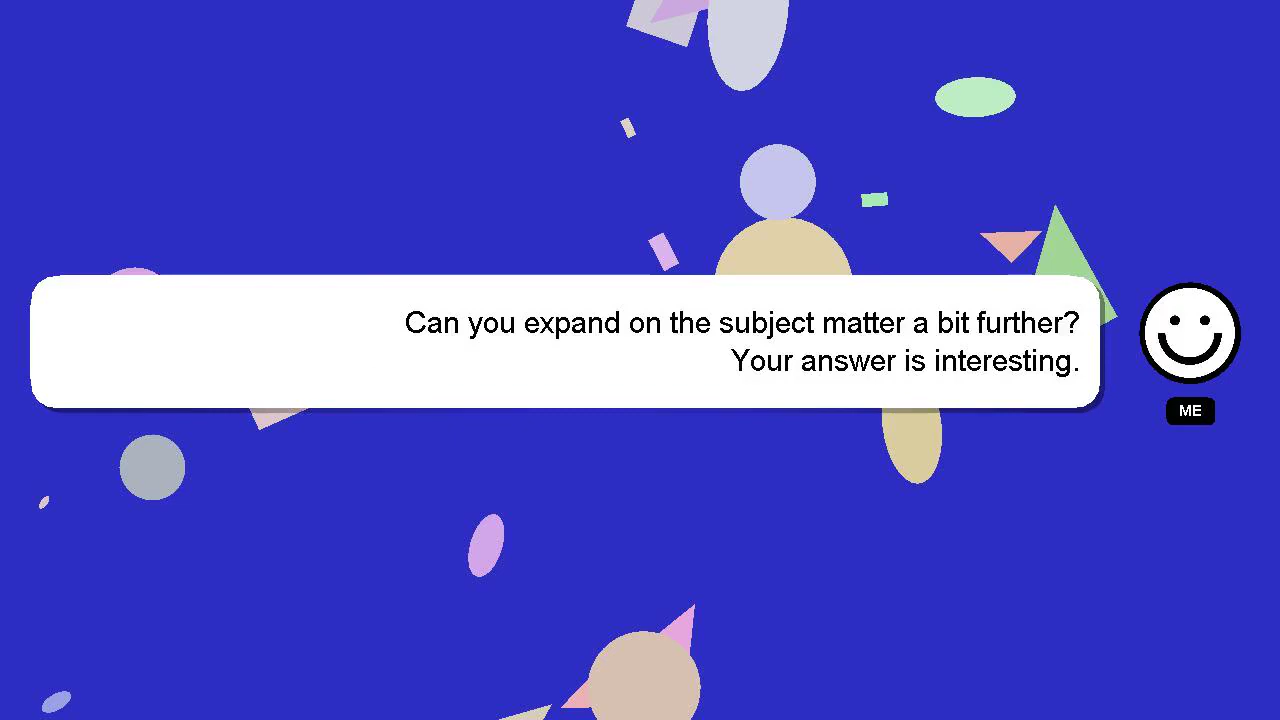 Can you expand on the subject matter a bit further?
Your answer is interesting.
ME